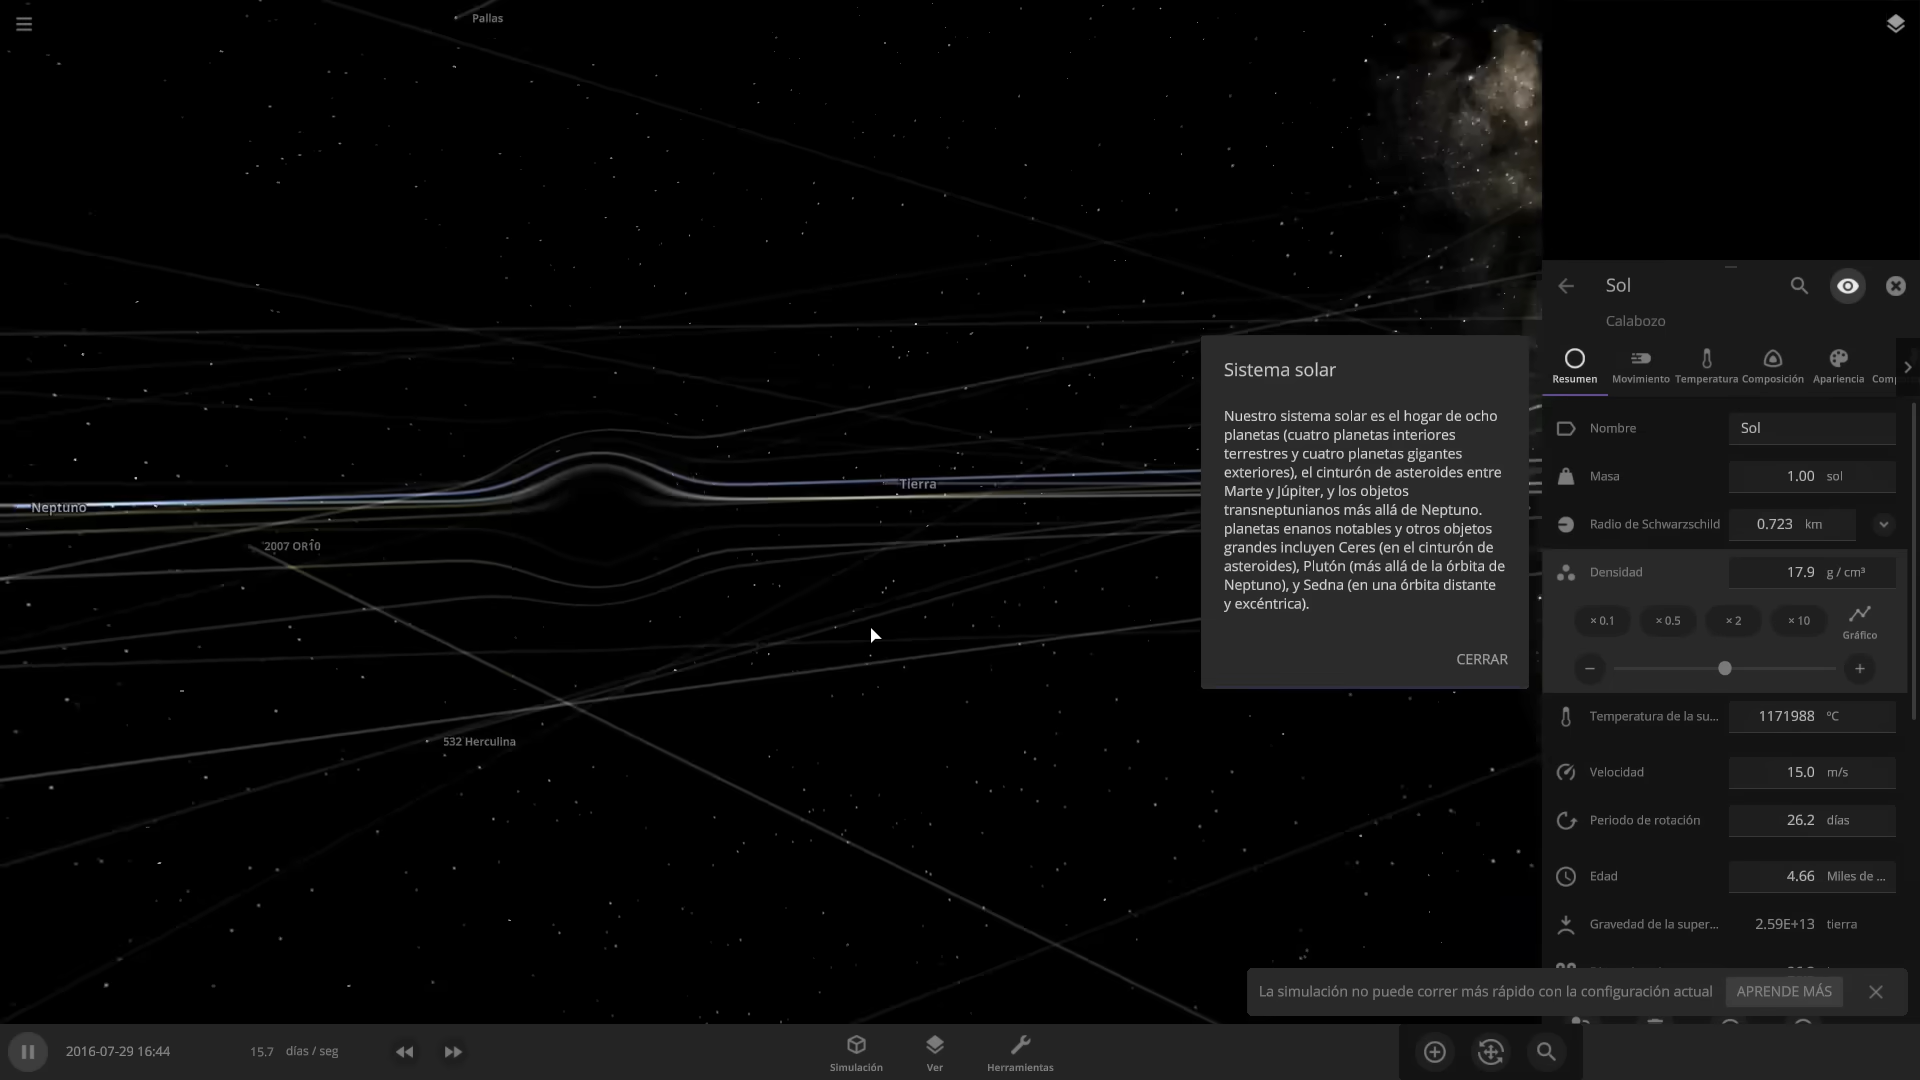 Pallas
Neptuno
Tierra
2007 OR10
532 Herculina
Sistema solar
Nuestro sistema solar es el hogar de ocho
planetas (cuatro planetas interiores
terrestres y cuatro planetas gigantes
exteriores), el cinturón de asteroides entre
Marte y Júpiter, y los objetos
transneptunianos más allá de Neptuno.
planetas enanos notables y otros objetos
grandes incluyen Ceres (en el cinturón de
asteroides), Plutón (más allá de la órbita de
Neptuno), y Sedna (en una órbita distante
y excéntrica).
CERRAR
Sol
Calabozo
Resumen Movimiento Temperatura Composición Apariencia Com
Nombre Sol
Masa 1.00 sol
Radio de Schwarzschild 0.723 km
Densidad 17.9 g / cm³
× 0.1 × 0.5 × 2 × 10 Gráfico
Temperatura de la su... 1171988 °C
Velocidad 15.0 m/s
Periodo de rotación 26.2 días
Edad 4.66 Miles de ...
Gravedad de la super... 2.59E+13 tierra
La simulación no puede correr más rápido con la configuración actual APRENDE MÁS
2016-07-29 16:44 15.7 días / seg
Simulación Ver Herramientas